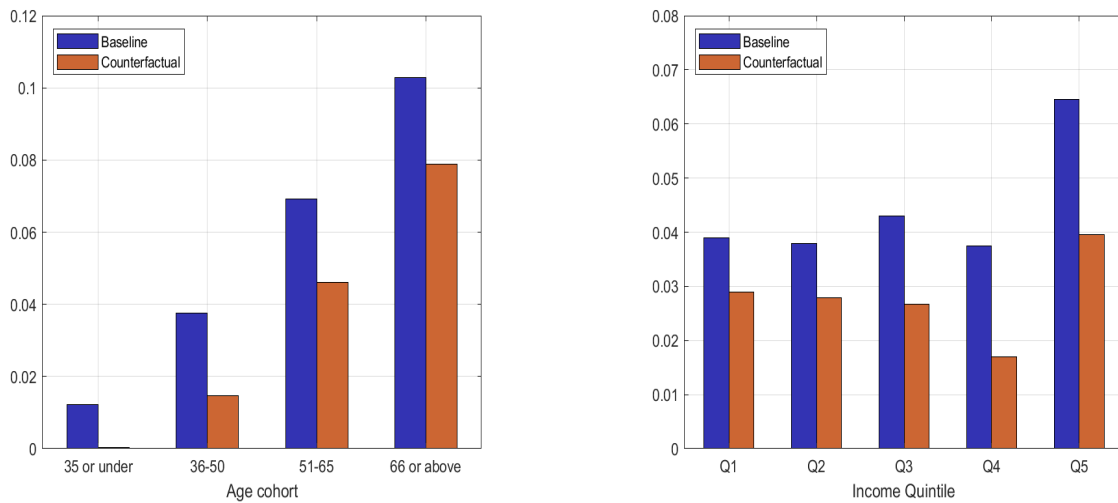 0.12
0.1
0.08
0.06
0.04
0.02
0
Baseline
Counterfactual
35 or under 36-50 51-65 66 or above
Age cohort
0.08
0.07
0.06
0.05
0.04
0.03
0.02
0.01
0
Baseline
Counterfactual
Q1 Q2 Q3 Q4 Q5
Income Quintile